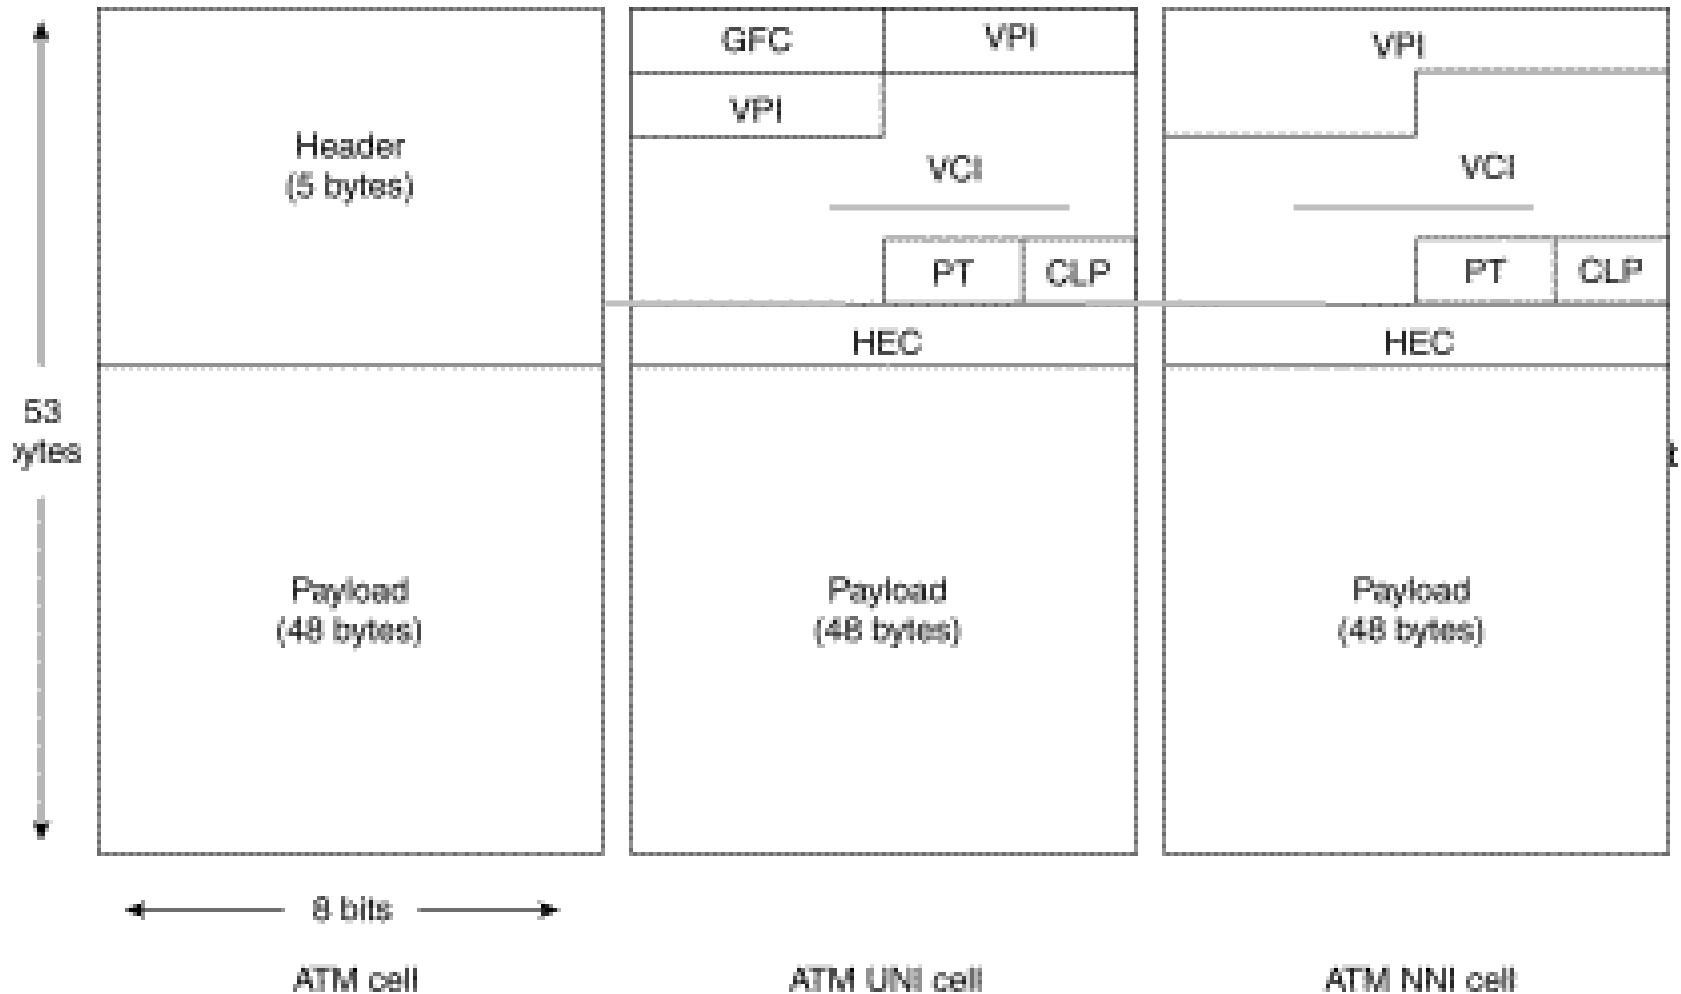 GFC
VPI
VPI
VPI
Header
(5 bytes)
VCI
VCI
PT
CLP
PT
CLP
HEC
HEC
53
bytes
Payload
(48 bytes)
Payload
(48 bytes)
Payload
(48 bytes)
8 bits
ATM cell
ATM UNI cell
ATM NNI cell